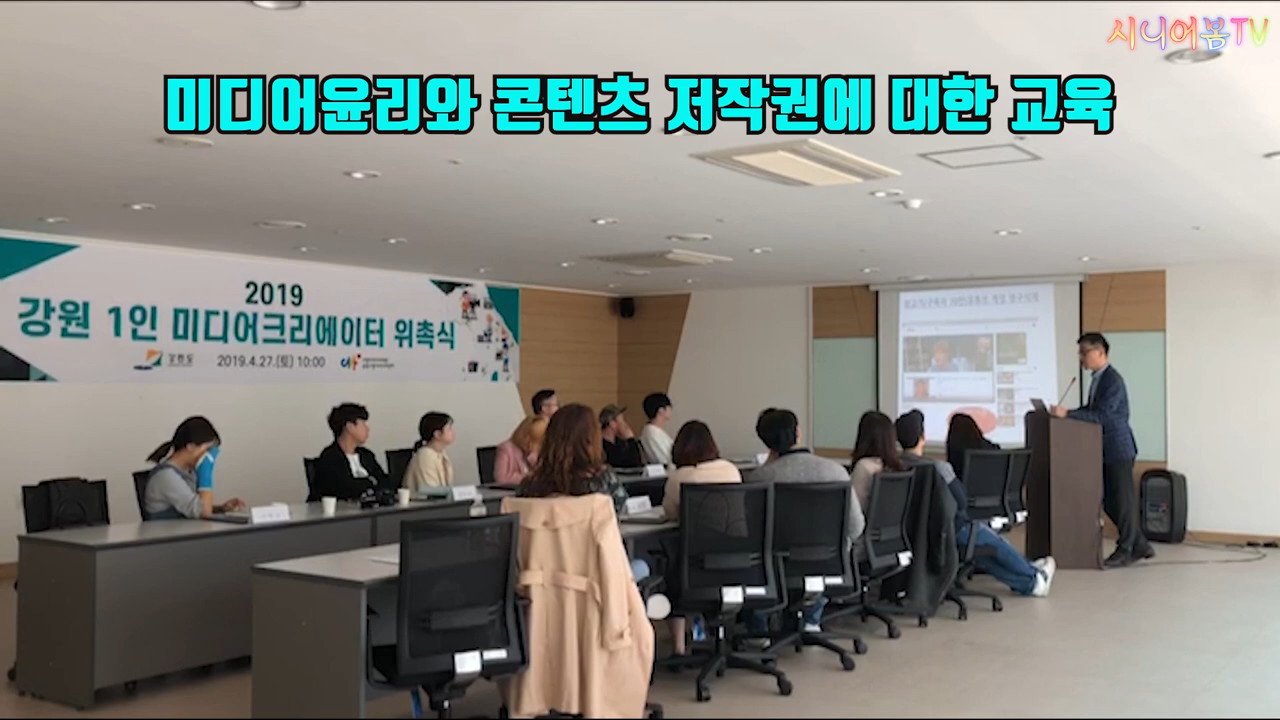 시니어봄TV
미디어윤리와 콘텐츠 저작권에 대한 교육
2019
강원 1인 미디어크리에이터 위촉식
강원도 2019.4.27.(토) 10:00